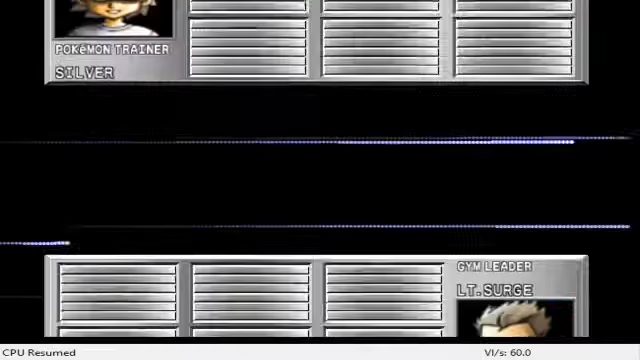 POKéMON TRAINER
SILVER
GYM LEADER
LT.SURGE
CPU Resumed
VI/s: 60.0